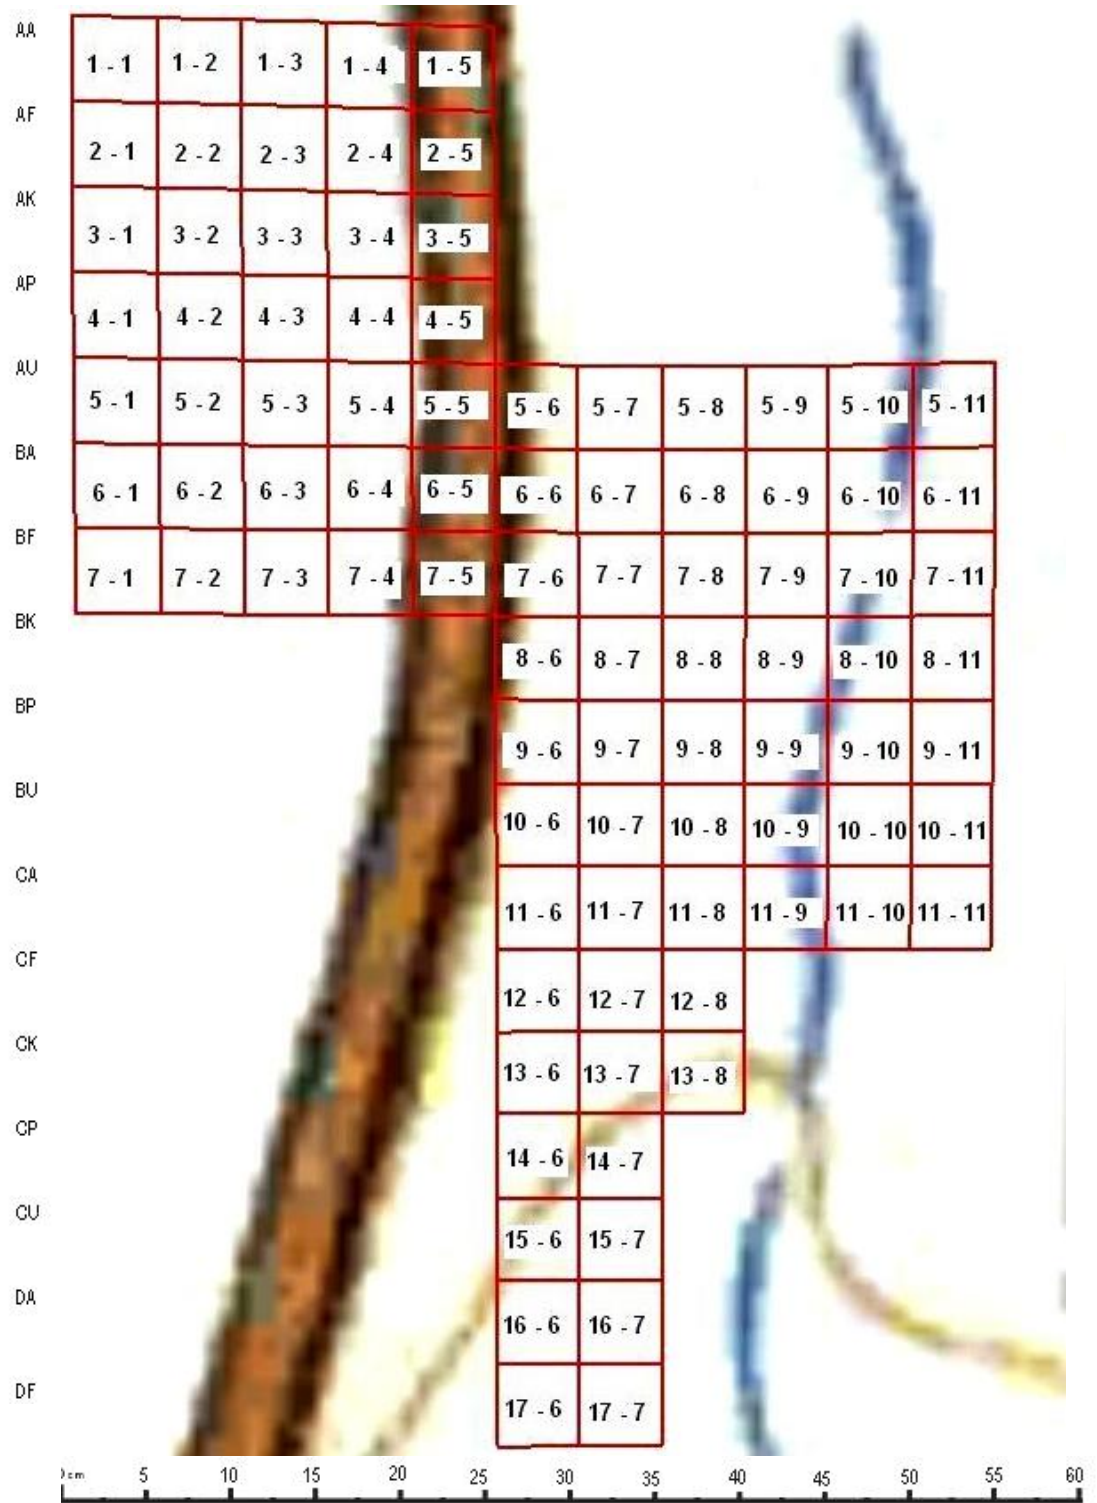 AA
1 - 1 1 - 2 1 - 3 1 - 4 1 - 5
AF
2 - 1 2 - 2 2 - 3 2 - 4 2 - 5
AK
3 - 1 3 - 2 3 - 3 3 - 4 3 - 5
AP
4 - 1 4 - 2 4 - 3 4 - 4 4 - 5
AU
5 - 1 5 - 2 5 - 3 5 - 4 5 - 5 5 - 6 5 - 7 5 - 8 5 - 9 5 - 10 5 - 11
BA
6 - 1 6 - 2 6 - 3 6 - 4 6 - 5 6 - 6 6 - 7 6 - 8 6 - 9 6 - 10 6 - 11
BF
7 - 1 7 - 2 7 - 3 7 - 4 7 - 5 7 - 6 7 - 7 7 - 8 7 - 9 7 - 10 7 - 11
BK
8 - 6 8 - 7 8 - 8 8 - 9 8 - 10 8 - 11
BP
9 - 6 9 - 7 9 - 8 9 - 9 9 - 10 9 - 11
BU
10 - 6 10 - 7 10 - 8 10 - 9 10 - 10 10 - 11
CA
11 - 6 11 - 7 11 - 8 11 - 9 11 - 10 11 - 11
CF
12 - 6 12 - 7 12 - 8
CK
13 - 6 13 - 7 13 - 8
CP
14 - 6 14 - 7
CU
15 - 6 15 - 7
DA
16 - 6 16 - 7
DF
17 - 6 17 - 7
0 cm 5 10 15 20 25 30 35 40 45 50 55 60